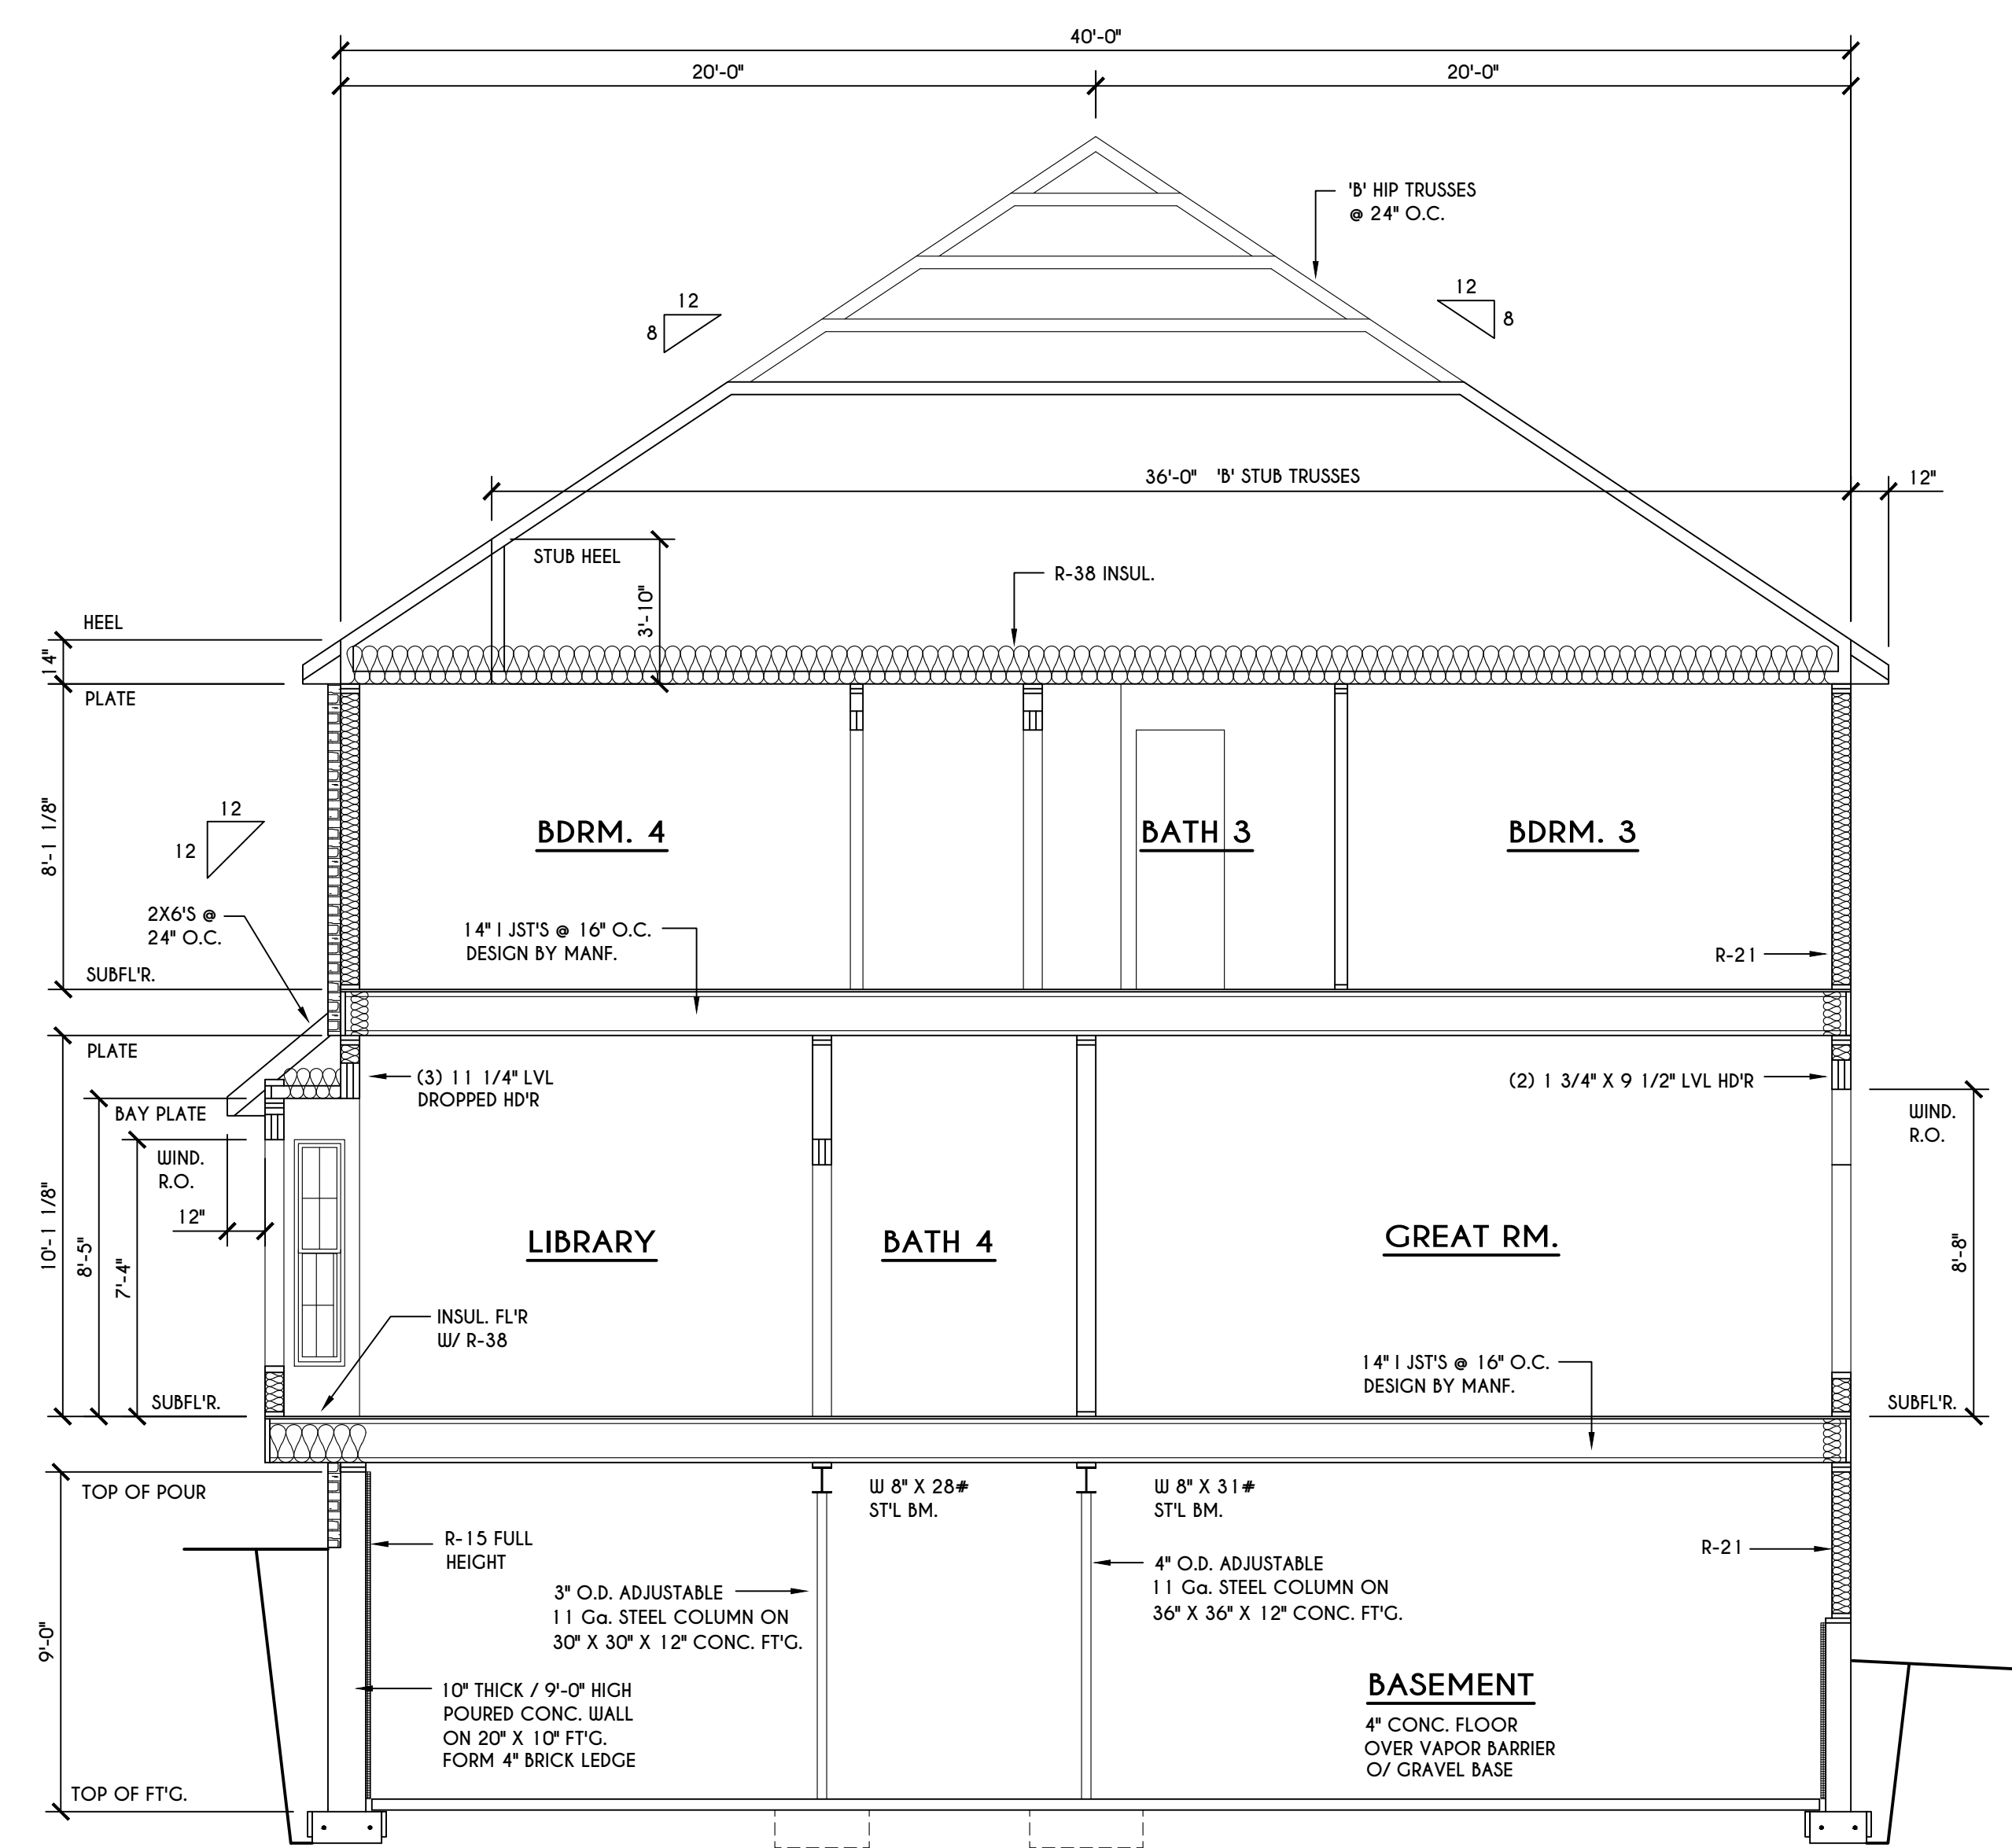 40'-0"
20'-0"
20'-0"
'B' HIP TRUSSES
@ 24" O.C.
12
8
12
8
36'-0" 'B' STUB TRUSSES
12"
STUB HEEL
3'-10"
R-38 INSUL.
HEEL
14"
PLATE
8'-1 1/8"
12
12
BDRM. 4
BATH 3
BDRM. 3
2X6'S @
24" O.C.
14" I JST'S @ 16" O.C.
DESIGN BY MANF.
R-21
SUBFL'R.
PLATE
(3) 11 1/4" LVL
DROPPED HD'R
(2) 1 3/4" X 9 1/2" LVL HD'R
BAY PLATE
WIND.
R.O.
WIND.
R.O.
12"
10'-1 1/8"
8'-5"
7'-4"
8'-8"
LIBRARY
BATH 4
GREAT RM.
INSUL. FL'R
W/ R-38
14" I JST'S @ 16" O.C.
DESIGN BY MANF.
SUBFL'R.
SUBFL'R.
TOP OF POUR
W 8" X 28#
ST'L BM.
W 8" X 31#
ST'L BM.
R-15 FULL
HEIGHT
R-21
3" O.D. ADJUSTABLE
11 Ga. STEEL COLUMN ON
30" X 30" X 12" CONC. FT'G.
4" O.D. ADJUSTABLE
11 Ga. STEEL COLUMN ON
36" X 36" X 12" CONC. FT'G.
9'-0"
10" THICK / 9'-0" HIGH
POURED CONC. WALL
ON 20" X 10" FT'G.
FORM 4" BRICK LEDGE
BASEMENT
4" CONC. FLOOR
OVER VAPOR BARRIER
O/ GRAVEL BASE
TOP OF FT'G.